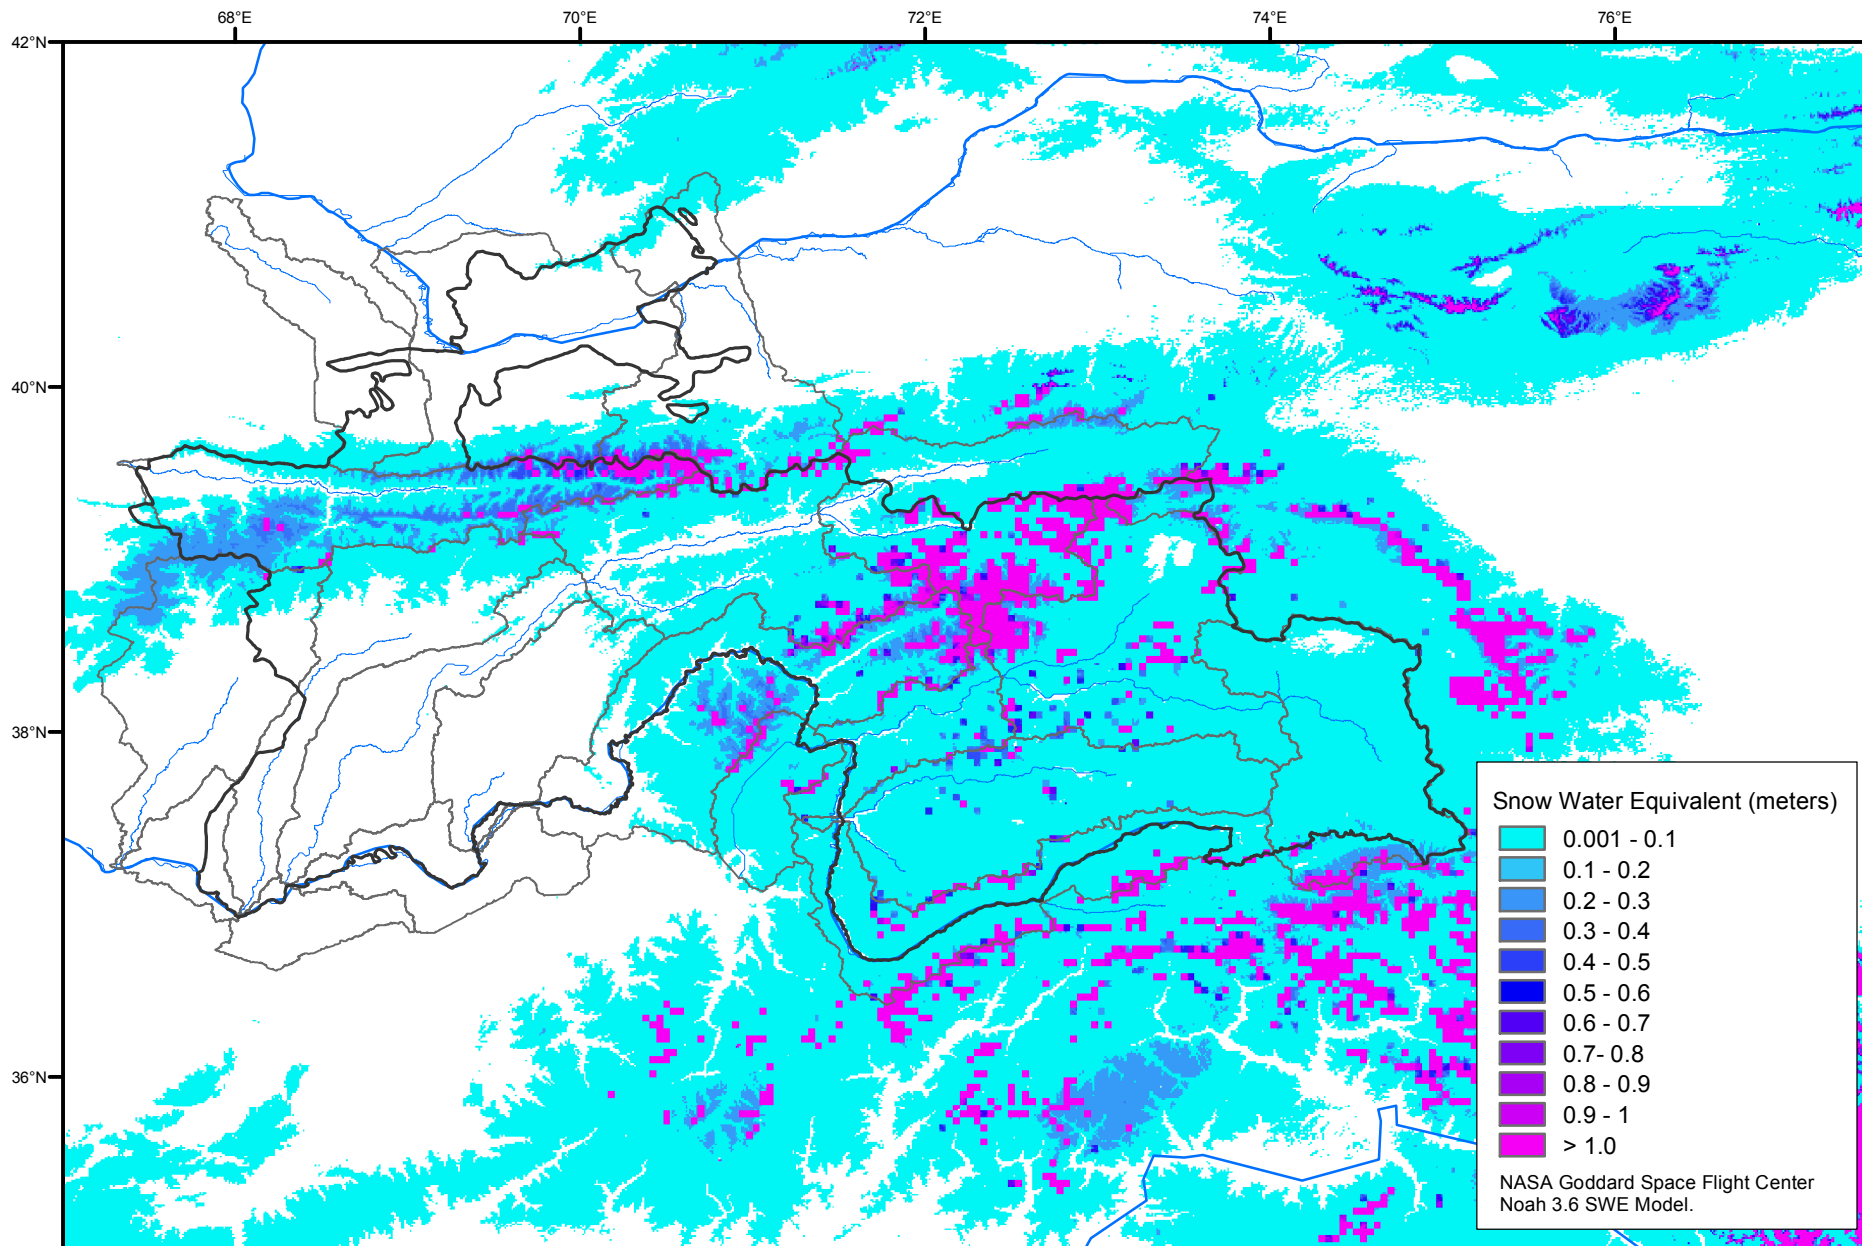 68°E 70°E 72°E 74°E 76°E
42°N
40°N
38°N
36°N
Snow Water Equivalent (meters)
0.001 - 0.1
0.1 - 0.2
0.2 - 0.3
0.3 - 0.4
0.4 - 0.5
0.5 - 0.6
0.6 - 0.7
0.7- 0.8
0.8 - 0.9
0.9 - 1
> 1.0
NASA Goddard Space Flight Center
Noah 3.6 SWE Model.